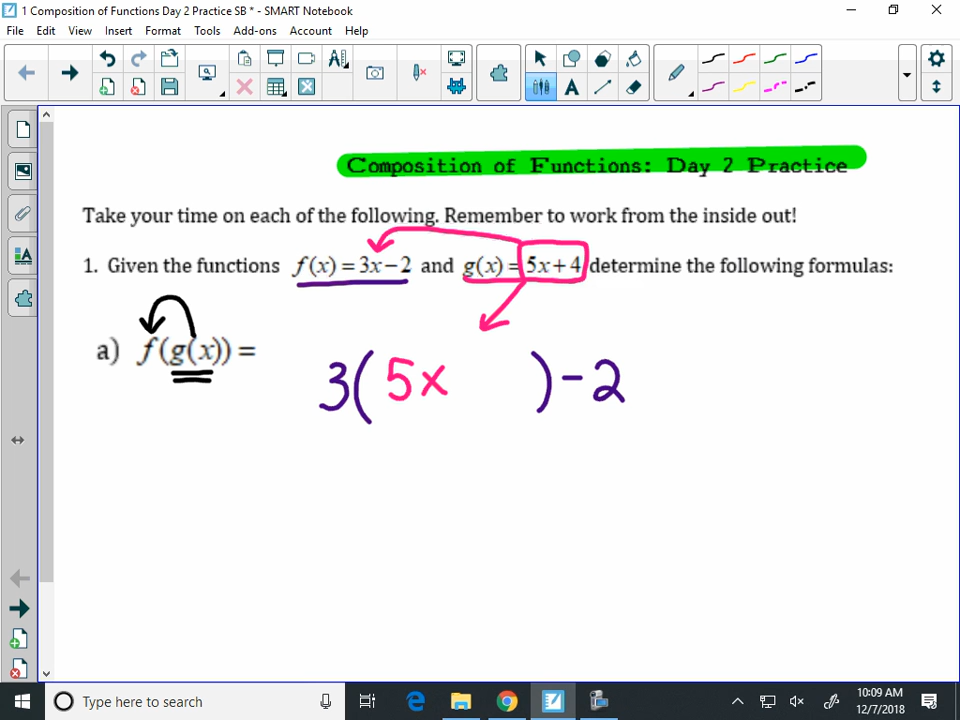 1 Composition of Functions Day 2 Practice SB * - SMART Notebook
File Edit View Insert Format Tools Add-ons Account Help
Composition of Functions: Day 2 Practice
Take your time on each of the following. Remember to work from the inside out!
1. Given the functions f(x) = 3x − 2 and g(x) = 5x + 4 determine the following formulas:
a) f(g(x)) =
3( 5x ) - 2
Type here to search
10:09 AM
12/7/2018